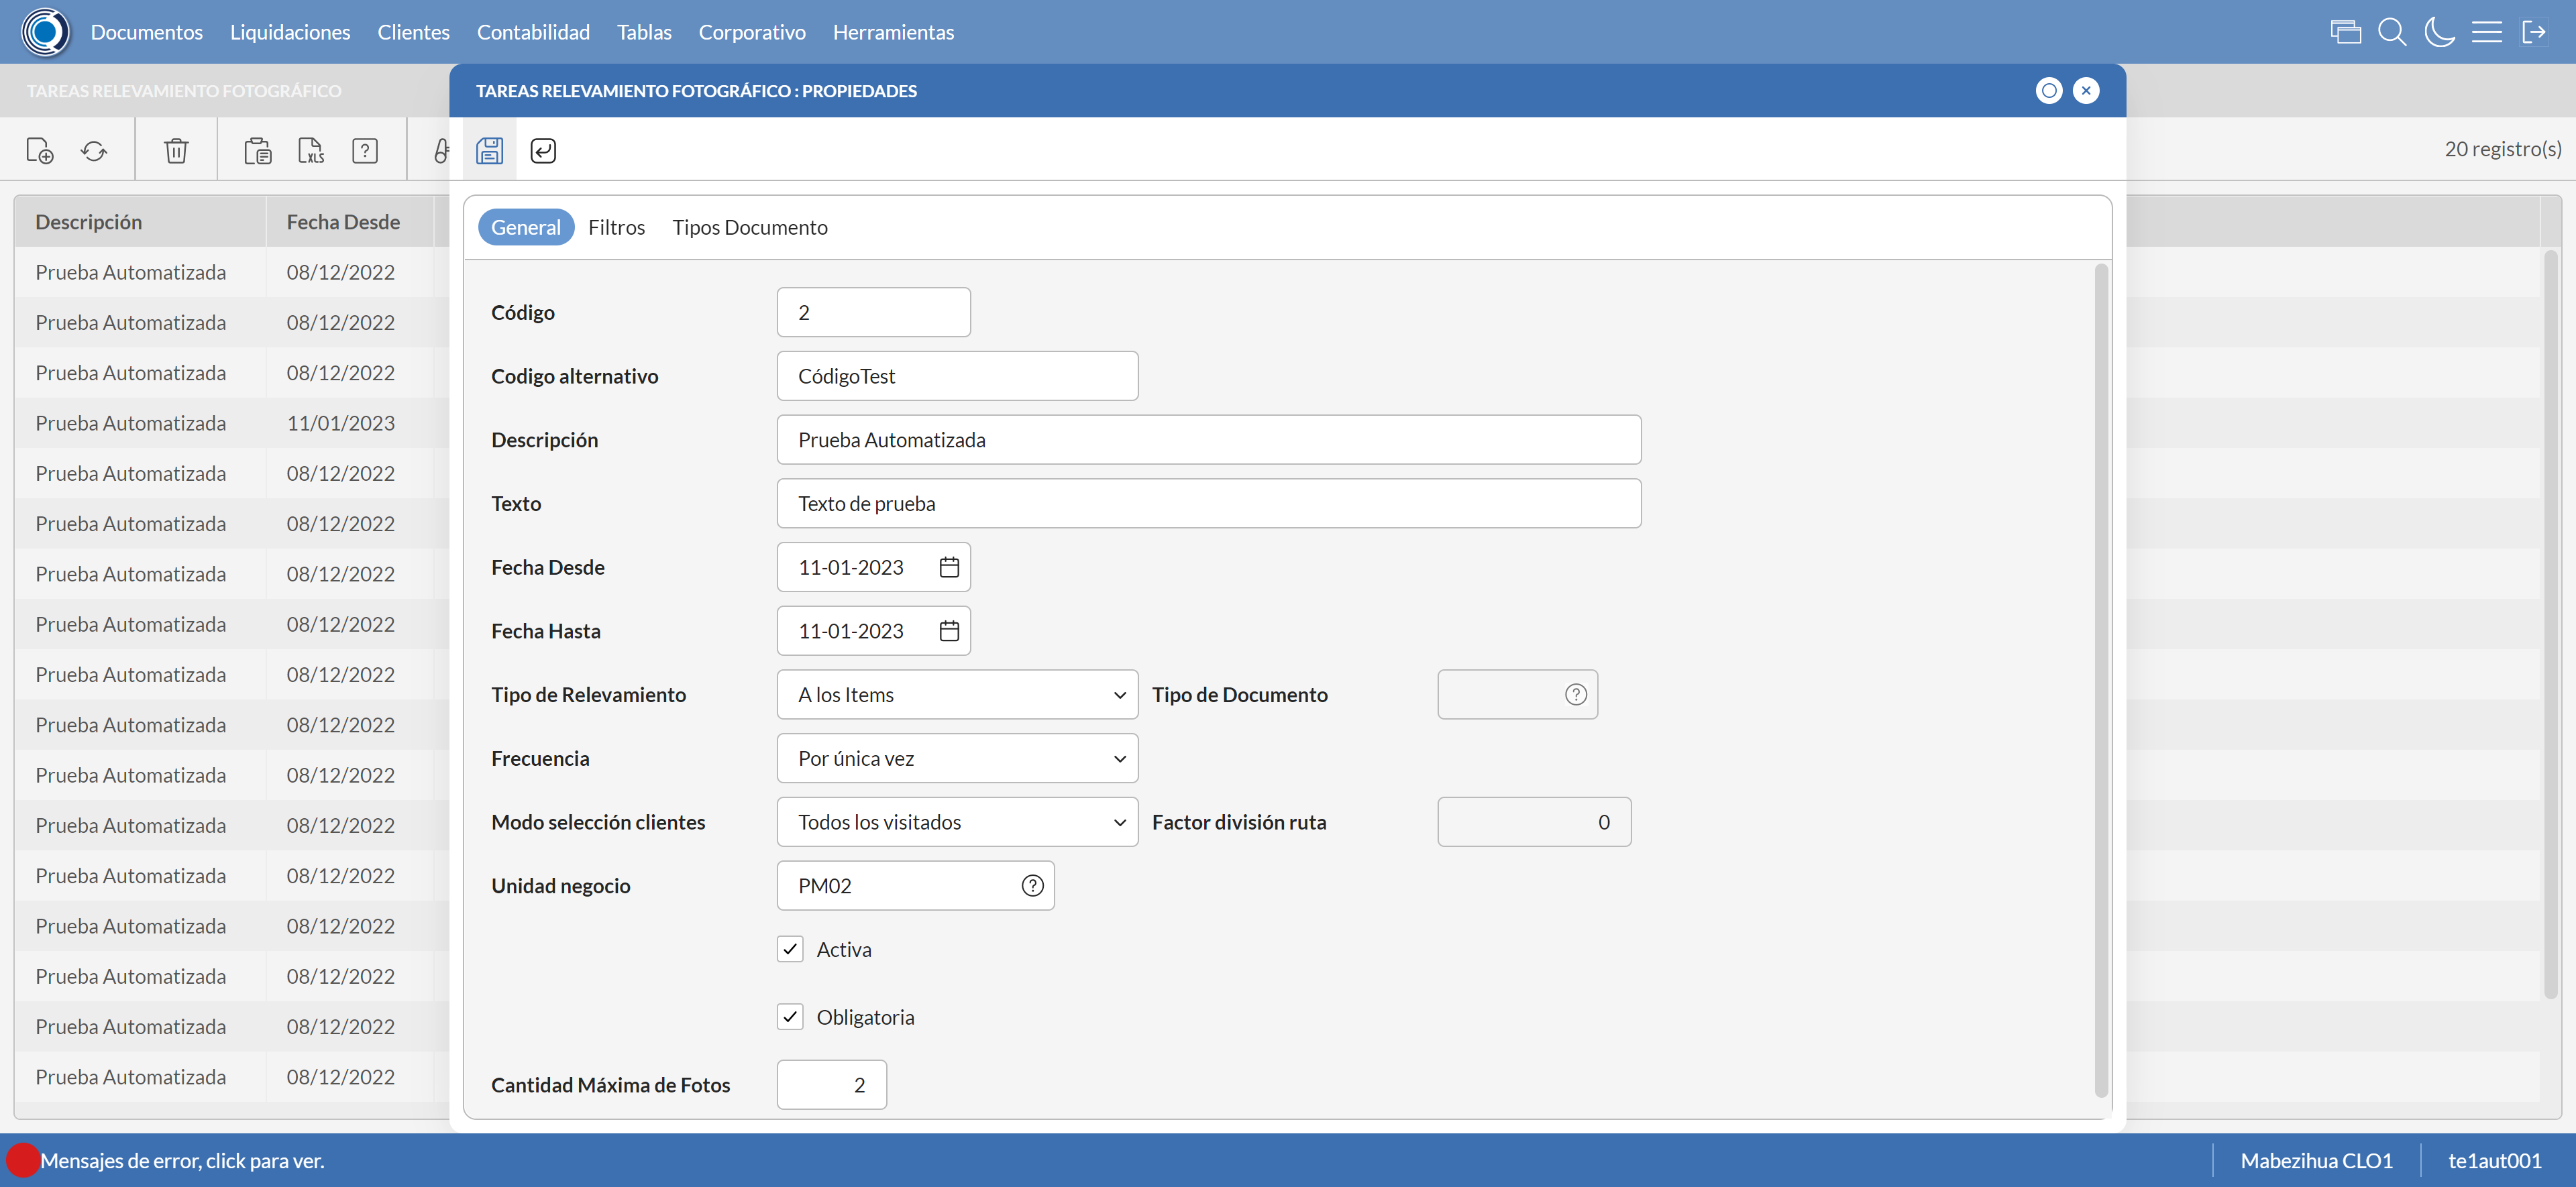 Documentos Liquidaciones Clientes Contabilidad Tablas Corporativo Herramientas
TAREAS RELEVAMIENTO FOTOGRÁFICO
TAREAS RELEVAMIENTO FOTOGRÁFICO : PROPIEDADES
XLS
20 registro(s)
Descripción Fecha Desde
Prueba Automatizada 08/12/2022
Prueba Automatizada 08/12/2022
Prueba Automatizada 08/12/2022
Prueba Automatizada 11/01/2023
Prueba Automatizada 08/12/2022
Prueba Automatizada 08/12/2022
Prueba Automatizada 08/12/2022
Prueba Automatizada 08/12/2022
Prueba Automatizada 08/12/2022
Prueba Automatizada 08/12/2022
Prueba Automatizada 08/12/2022
Prueba Automatizada 08/12/2022
Prueba Automatizada 08/12/2022
Prueba Automatizada 08/12/2022
Prueba Automatizada 08/12/2022
Prueba Automatizada 08/12/2022
Prueba Automatizada 08/12/2022
General Filtros Tipos Documento
Código 2
Codigo alternativo CódigoTest
Descripción Prueba Automatizada
Texto Texto de prueba
Fecha Desde 11-01-2023
Fecha Hasta 11-01-2023
Tipo de Relevamiento A los Items Tipo de Documento
Frecuencia Por única vez
Modo selección clientes Todos los visitados Factor división ruta 0
Unidad negocio PM02
Activa
Obligatoria
Cantidad Máxima de Fotos 2
Mensajes de error, click para ver.
Mabezihua CLO1 te1aut001